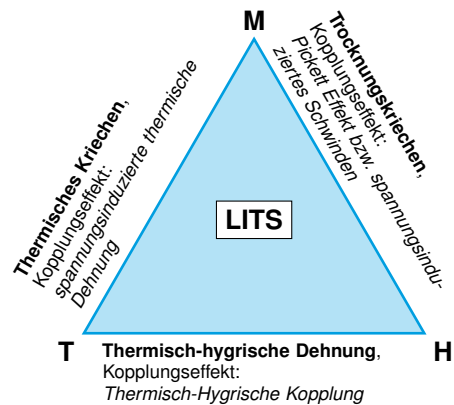 M
Thermisches Kriechen,
Kopplungseffekt:
spannungsinduzierte thermische
Dehnung
Trocknungskriechen,
Kopplungseffekt:
Pickett Effekt bzw. spannungsindu-
ziertes Schwinden
LITS
T
H
Thermisch-hygrische Dehnung,
Kopplungseffekt:
Thermisch-Hygrische Kopplung